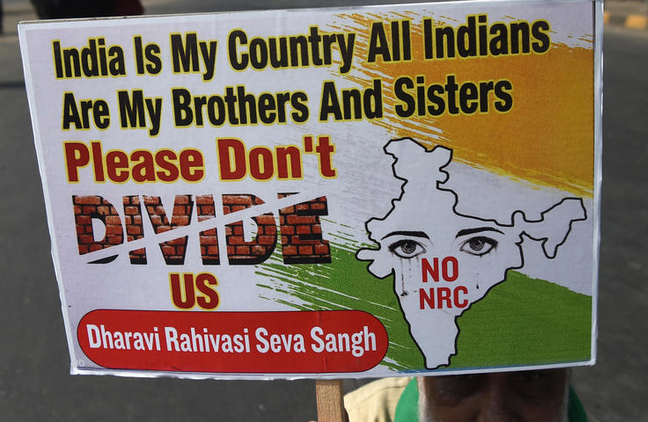 India Is My Country All Indians
Are My Brothers And Sisters
Please Don't
DIVIDE
US
NO
NRC
Dharavi Rahivasi Seva Sangh